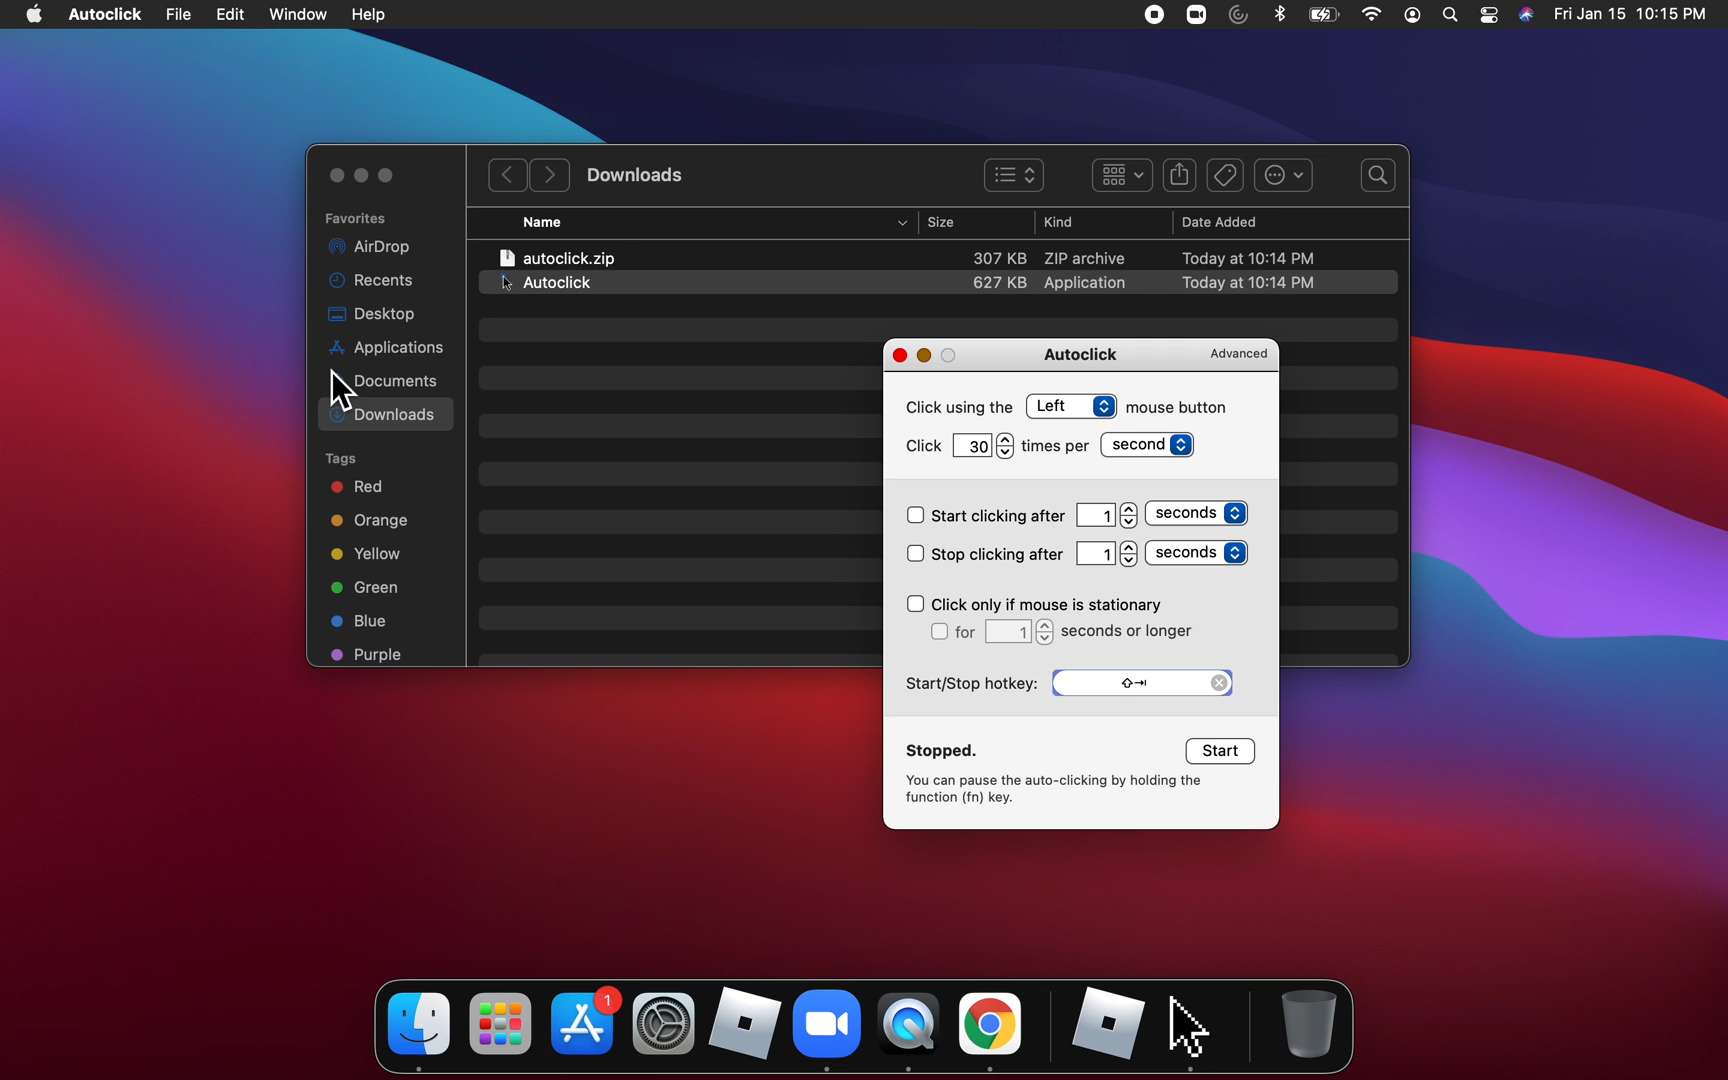 Autoclick File Edit Window Help Fri Jan 15 10:15 PM
Downloads
Favorites
AirDrop
Recents
Desktop
Applications
Documents
Downloads
Tags
Red
Orange
Yellow
Green
Blue
Purple
Name Size Kind Date Added
autoclick.zip 307 KB ZIP archive Today at 10:14 PM
Autoclick 627 KB Application Today at 10:14 PM
Autoclick Advanced
Click using the Left mouse button
Click 30 times per second
Start clicking after 1 seconds
Stop clicking after 1 seconds
Click only if mouse is stationary
for 1 seconds or longer
Start/Stop hotkey: ⇧⇥
Stopped. Start
You can pause the auto-clicking by holding the
function (fn) key.
1